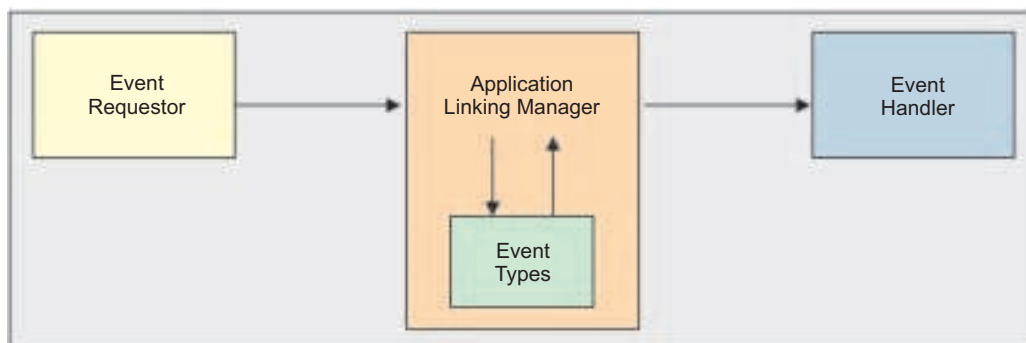 Event
Requestor
Application
Linking Manager
Event
Handler
Event
Types